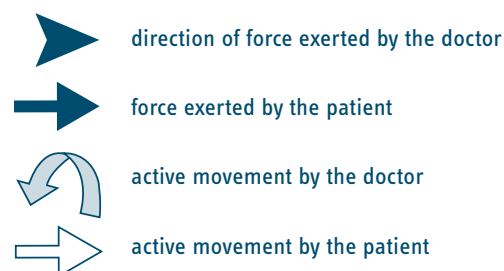 direction of force exerted by the doctor
force exerted by the patient
active movement by the doctor
active movement by the patient